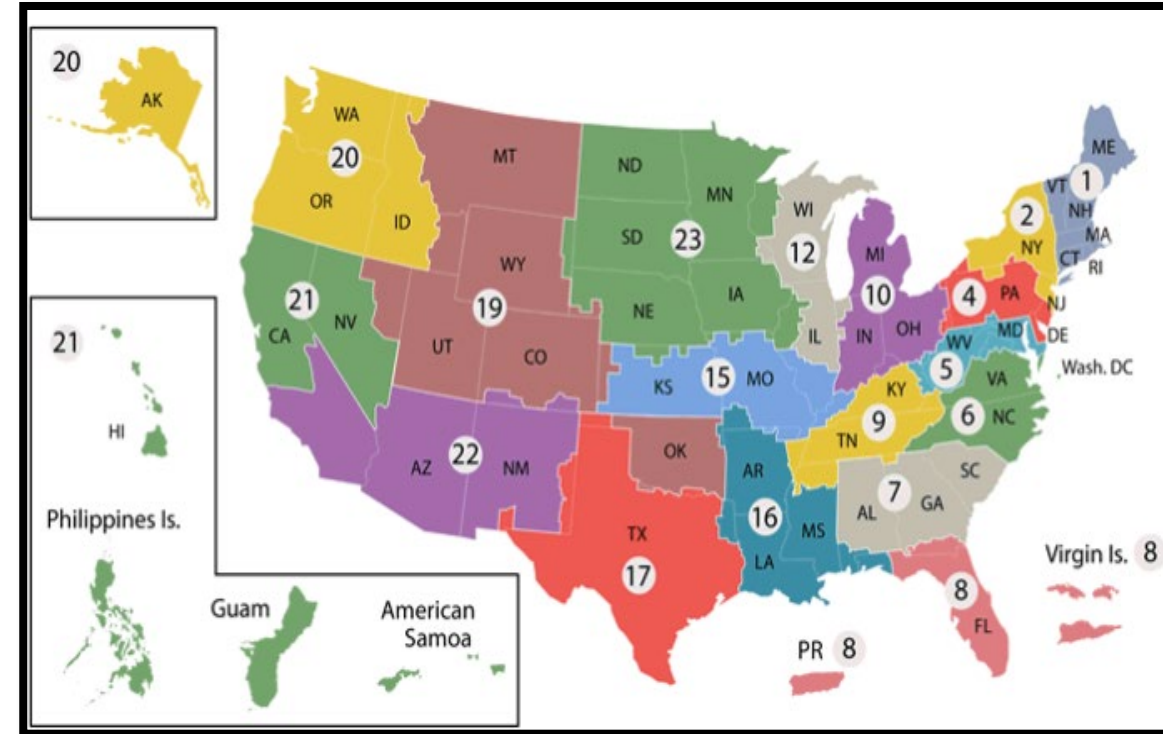 20
AK
WA
20
OR
ID
MT
WY
19
UT
CO
OK
ND
MN
SD
23
NE
IA
WI
12
IL
MI
10
IN
OH
ME
VT
1
NH
MA
CT
RI
2
NY
NJ
4
PA
DE
MD
WV
5
Wash. DC
VA
6
NC
KY
9
TN
KS
15
MO
21
CA
NV
AZ
22
NM
TX
17
AR
16
LA
MS
SC
7
AL
GA
8
FL
Virgin Is. 8
PR 8
21
HI
Philippines Is.
Guam
American
Samoa